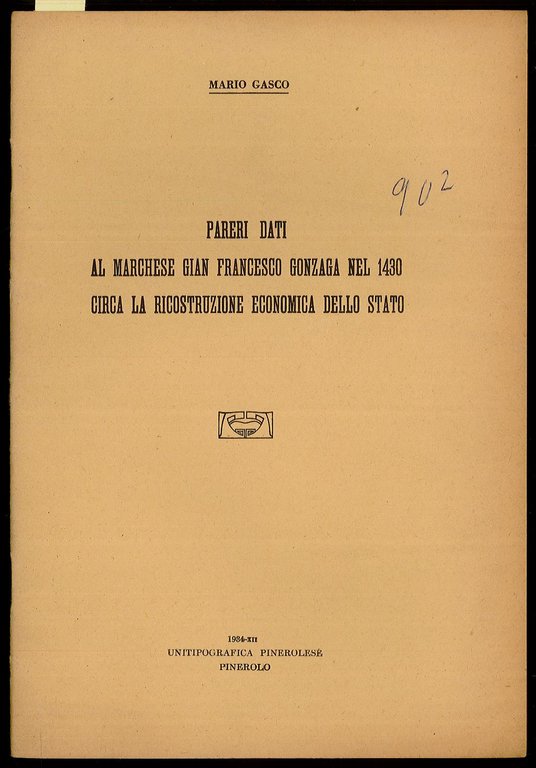 MARIO GASCO
902
PARERI DATI
AL MARCHESE GIAN FRANCESCO GONZAGA NEL 1430
CIRCA LA RICOSTRUZIONE ECONOMICA DELLO STATO
1934-XII
UNITIPOGRAFICA PINEROLESE
PINEROLO